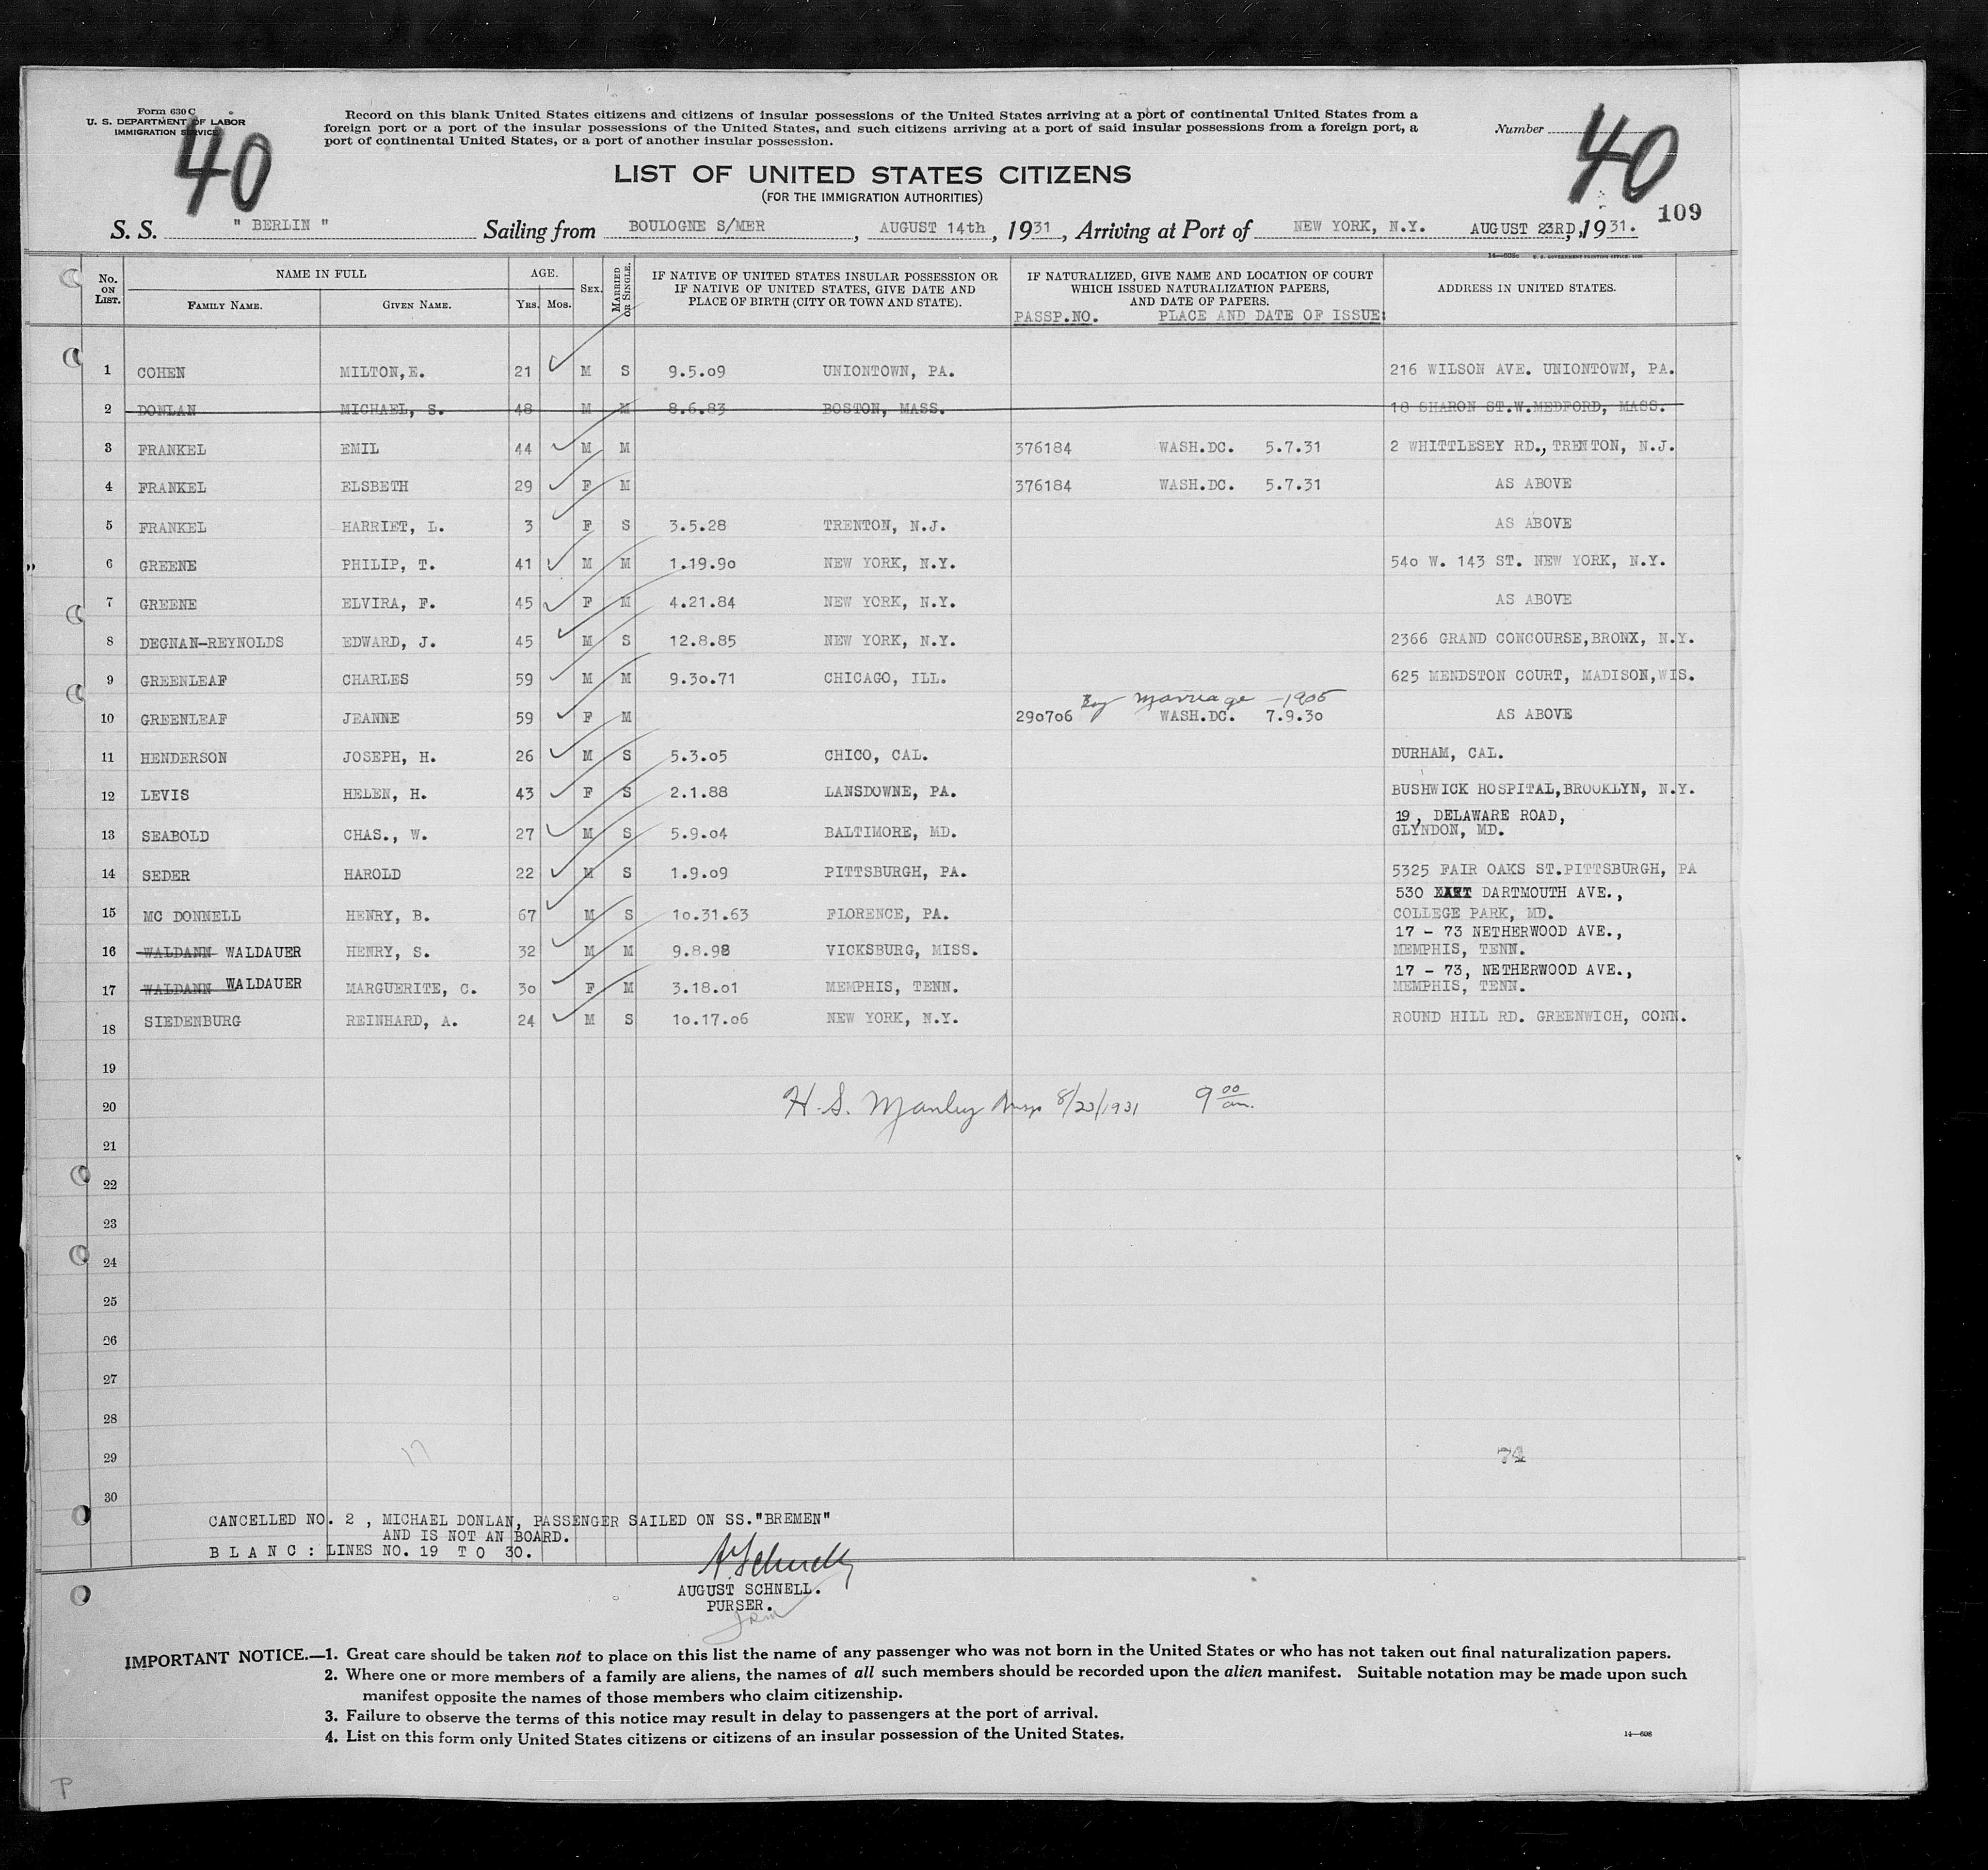 Form 630 C
U. S. DEPARTMENT OF LABOR
IMMIGRATION SERVICE
40
Record on this blank United States citizens and citizens of insular possessions of the United States arriving at a port of continental United States from a
foreign port or a port of the insular possessions of the United States, and such citizens arriving at a port of said insular possessions from a foreign port, a
port of continental United States, or a port of another insular possession.
Number
40
109
LIST OF UNITED STATES CITIZENS
(FOR THE IMMIGRATION AUTHORITIES)
S. S. " BERLIN " Sailing from BOULOGNE S/MER, AUGUST 14th, 1931, Arriving at Port of NEW YORK, N.Y. AUGUST 23RD, 1931.
No. ON LIST. NAME IN FULL FAMILY NAME. GIVEN NAME. AGE. YRS. MOS. SEX. MARRIED OR SINGLE. IF NATIVE OF UNITED STATES INSULAR POSSESSION OR IF NATIVE OF UNITED STATES, GIVE DATE AND PLACE OF BIRTH (CITY OR TOWN AND STATE). IF NATURALIZED, GIVE NAME AND LOCATION OF COURT WHICH ISSUED NATURALIZATION PAPERS, AND DATE OF PAPERS. ADDRESS IN UNITED STATES.
PASSP.NO. PLACE AND DATE OF ISSUE:
1 COHEN MILTON,E. 21 M S 9.5.09 UNIONTOWN, PA. 216 WILSON AVE. UNIONTOWN, PA.
2 DONLAN MICHAEL, S. 48 M M 8.6.83 BOSTON, MASS. 18 SHARON ST.W.MEDFORD, MASS.
3 FRANKEL EMIL 44 M M 376184 WASH.DC. 5.7.31 2 WHITTLESEY RD., TRENTON, N.J.
4 FRANKEL ELSBETH 29 F M 376184 WASH.DC. 5.7.31 AS ABOVE
5 FRANKEL HARRIET, L. 3 F S 3.5.28 TRENTON, N.J. AS ABOVE
6 GREENE PHILIP, T. 41 M M 1.19.90 NEW YORK, N.Y. 540 W. 143 ST. NEW YORK, N.Y.
7 GREENE ELVIRA, F. 45 F M 4.21.84 NEW YORK, N.Y. AS ABOVE
8 DEGNAN-REYNOLDS EDWARD, J. 45 M S 12.8.85 NEW YORK, N.Y. 2366 GRAND CONCOURSE,BRONX, N.Y.
9 GREENLEAF CHARLES 59 M M 9.30.71 CHICAGO, ILL. 625 MENDSTON COURT, MADISON,WIS.
By marriage - 1905
10 GREENLEAF JEANNE 59 F M 290706 WASH.DC. 7.9.30 AS ABOVE
11 HENDERSON JOSEPH, H. 26 M S 5.3.05 CHICO, CAL. DURHAM, CAL.
12 LEVIS HELEN, H. 43 F S 2.1.88 LANSDOWNE, PA. BUSHWICK HOSPITAL,BROOKLYN, N.Y.
19, DELAWARE ROAD,
13 SEABOLD CHAS., W. 27 M S 5.9.04 BALTIMORE, MD. GLYNDON, MD.
14 SEDER HAROLD 22 M S 1.9.09 PITTSBURGH, PA. 5325 FAIR OAKS ST.PITTSBURGH, PA
530 DARTMOUTH AVE.,
15 MC DONNELL HENRY, B. 67 M S 10.31.63 FLORENCE, PA. COLLEGE PARK, MD.
17 - 73 NETHERWOOD AVE.,
16 WALDANN WALDAUER HENRY, S. 32 M M 9.8.98 VICKSBURG, MISS. MEMPHIS, TENN.
17 - 73, NETHERWOOD AVE.,
17 WALDANN WALDAUER MARGUERITE, C. 30 F M 3.18.01 MEMPHIS, TENN. MEMPHIS, TENN.
18 SIEDENBURG REINHARD, A. 24 M S 10.17.06 NEW YORK, N.Y. ROUND HILL RD. GREENWICH, CONN.
19
20 H. S. Manley Insp 8/23/1931 9 00 am.
21
22
23
24
25
26
27
28
29 17 74
30
CANCELLED NO. 2 , MICHAEL DONLAN, PASSENGER SAILED ON SS."BREMEN"
AND IS NOT AN BOARD.
B L A N C : LINES NO. 19 T O 30.
A. Schnell
AUGUST SCHNELL.
PURSER.
IMPORTANT NOTICE.—1. Great care should be taken not to place on this list the name of any passenger who was not born in the United States or who has not taken out final naturalization papers.
2. Where one or more members of a family are aliens, the names of all such members should be recorded upon the alien manifest. Suitable notation may be made upon such
manifest opposite the names of those members who claim citizenship.
3. Failure to observe the terms of this notice may result in delay to passengers at the port of arrival.
4. List on this form only United States citizens or citizens of an insular possession of the United States.
14—606
P